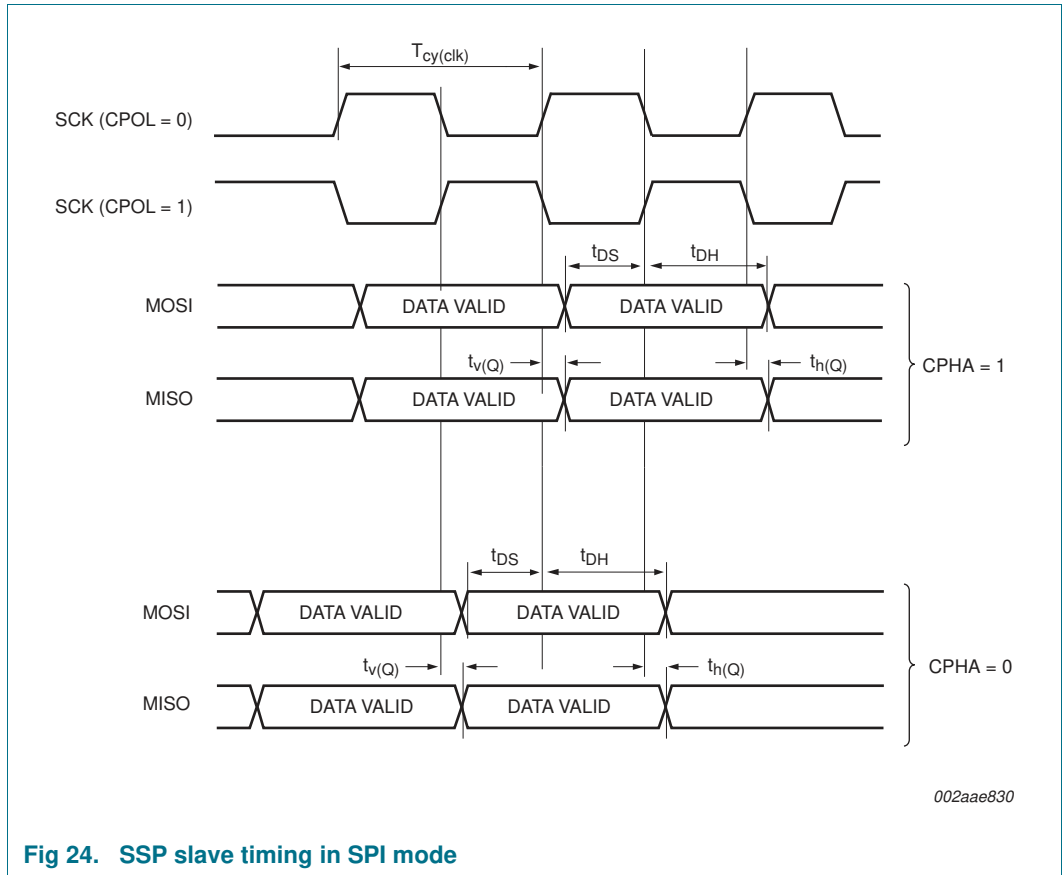 Tcy(clk)
SCK (CPOL = 0)
SCK (CPOL = 1)
tDS tDH
MOSI DATA VALID DATA VALID
tv(Q) th(Q)
CPHA = 1
MISO DATA VALID DATA VALID
tDS tDH
MOSI DATA VALID DATA VALID
tv(Q) th(Q)
CPHA = 0
MISO DATA VALID DATA VALID
002aae830
Fig 24. SSP slave timing in SPI mode